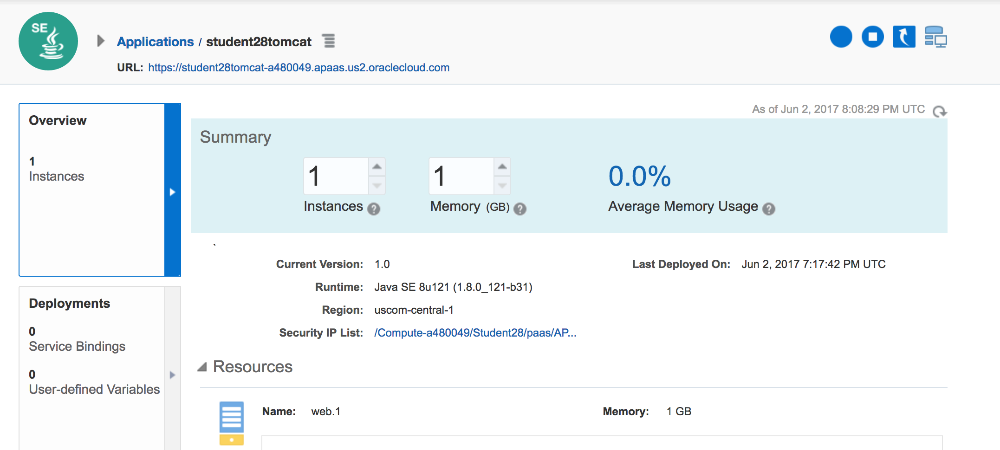 SE
Applications / student28tomcat
URL: https://student28tomcat-a480049.apaas.us2.oraclecloud.com
As of Jun 2, 2017 8:08:29 PM UTC
Overview
1
Instances
Summary
1 1 0.0%
Instances ? Memory (GB) ? Average Memory Usage ?
Current Version: 1.0 Last Deployed On: Jun 2, 2017 7:17:42 PM UTC
Runtime: Java SE 8u121 (1.8.0_121-b31)
Region: uscom-central-1
Security IP List: /Compute-a480049/Student28/paas/AP...
Deployments
0
Service Bindings
0
User-defined Variables
Resources
Name: web.1 Memory: 1 GB